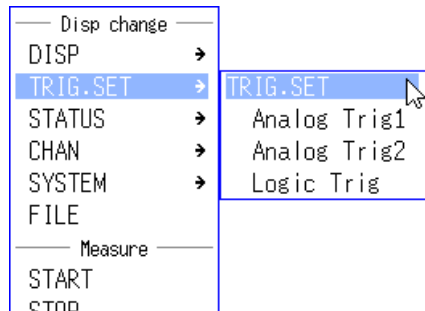 Disp change
DISP
TRIG.SET
STATUS
CHAN
SYSTEM
FILE
Measure
START
STOP
TRIG.SET
Analog Trig1
Analog Trig2
Logic Trig